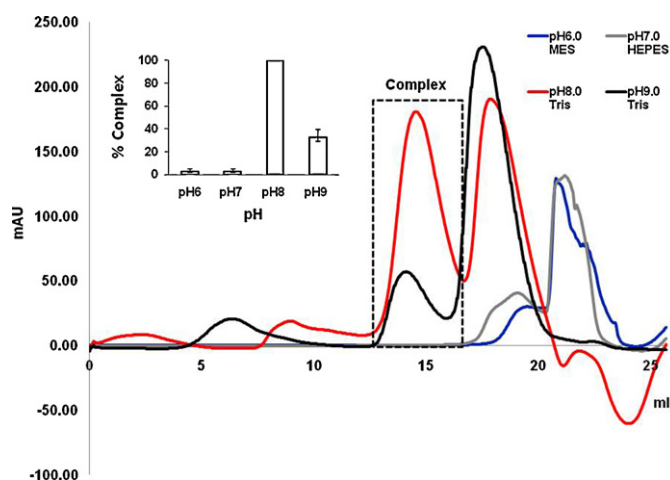 250.00
200.00
150.00
100.00
50.00
0.00
-50.00
-100.00
mAU
0
5
10
15
20
25
ml
100
80
60
40
20
0
% Complex
pH6
pH7
pH8
pH9
pH
Complex
pH6.0
MES
pH7.0
HEPES
pH8.0
Tris
pH9.0
Tris